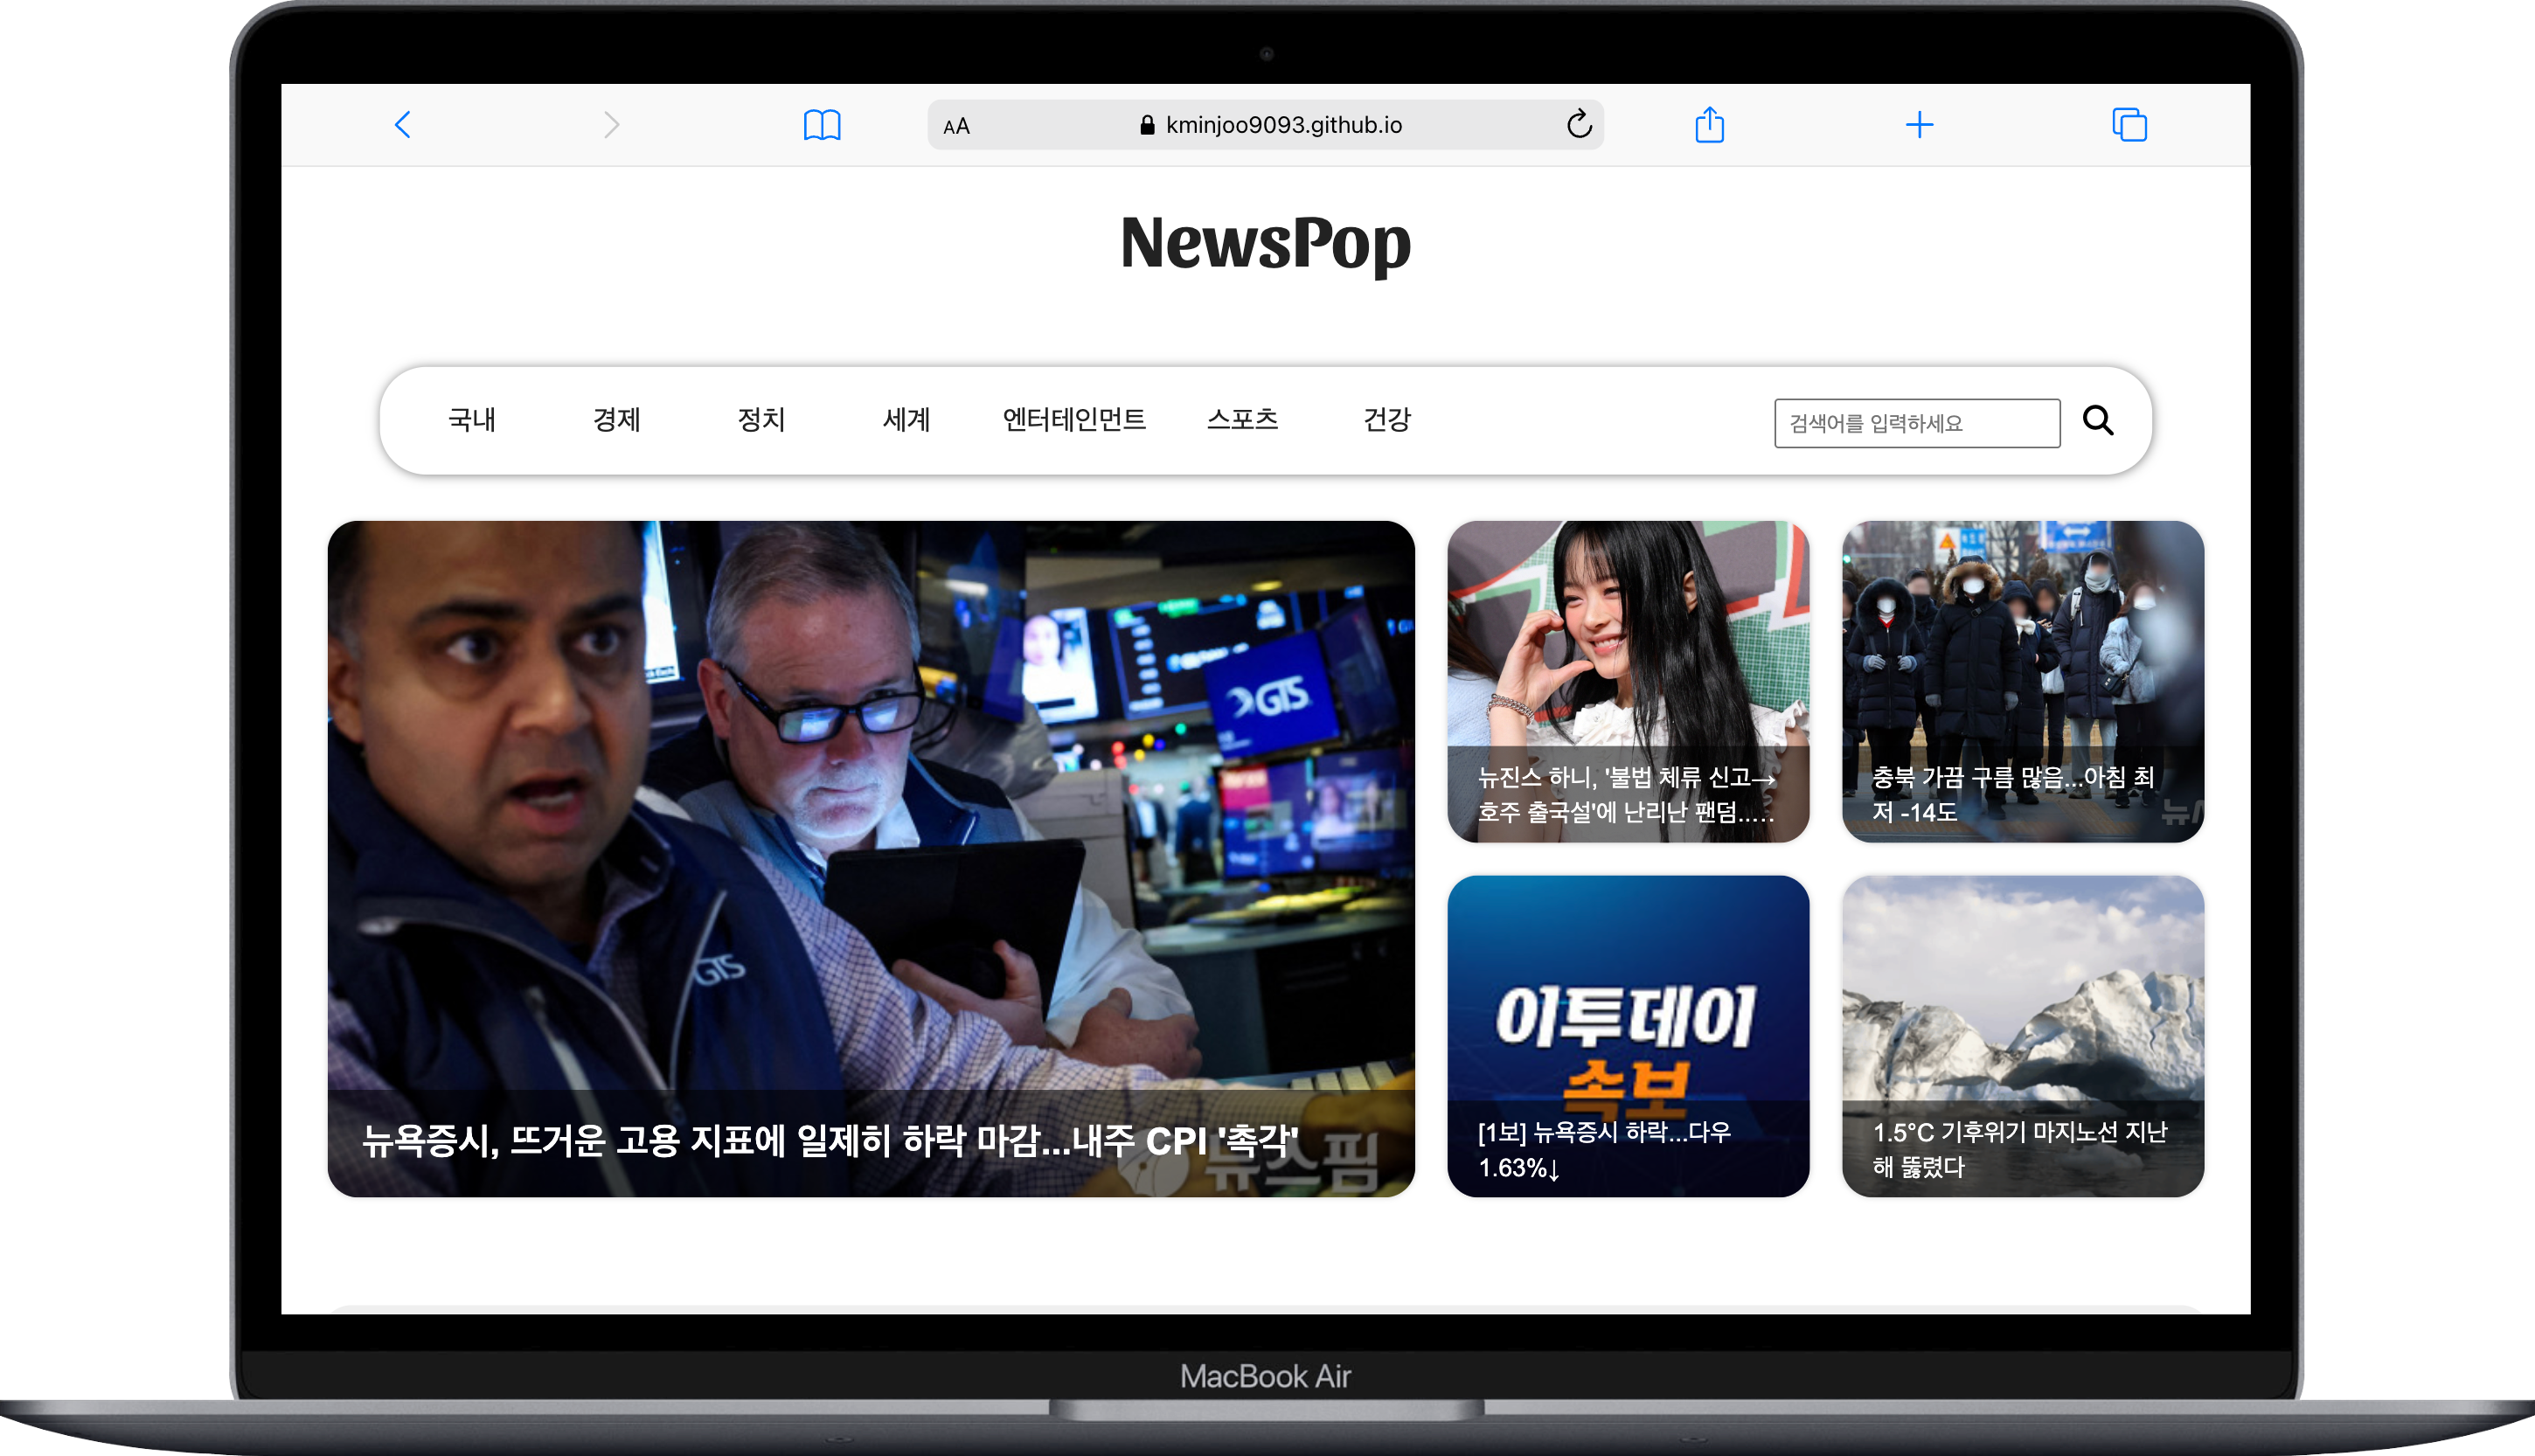 AA
kminjoo9093.github.io
NewsPop
국내
경제
정치
세계
엔터테인먼트
스포츠
건강
검색어를 입력하세요
GTS
GTS
뉴욕증시, 뜨거운 고용 지표에 일제히 하락 마감...내주 CPI '촉각'
뉴스핌
뉴진스 하니, '불법 체류 신고→
호주 출국설'에 난리난 팬덤.....
충북 가끔 구름 많음...아침 최
저 -14도
이투데이
속보
[1보] 뉴욕증시 하락...다우
1.63%↓
1.5°C 기후위기 마지노선 지난
해 뚫렸다
MacBook Air